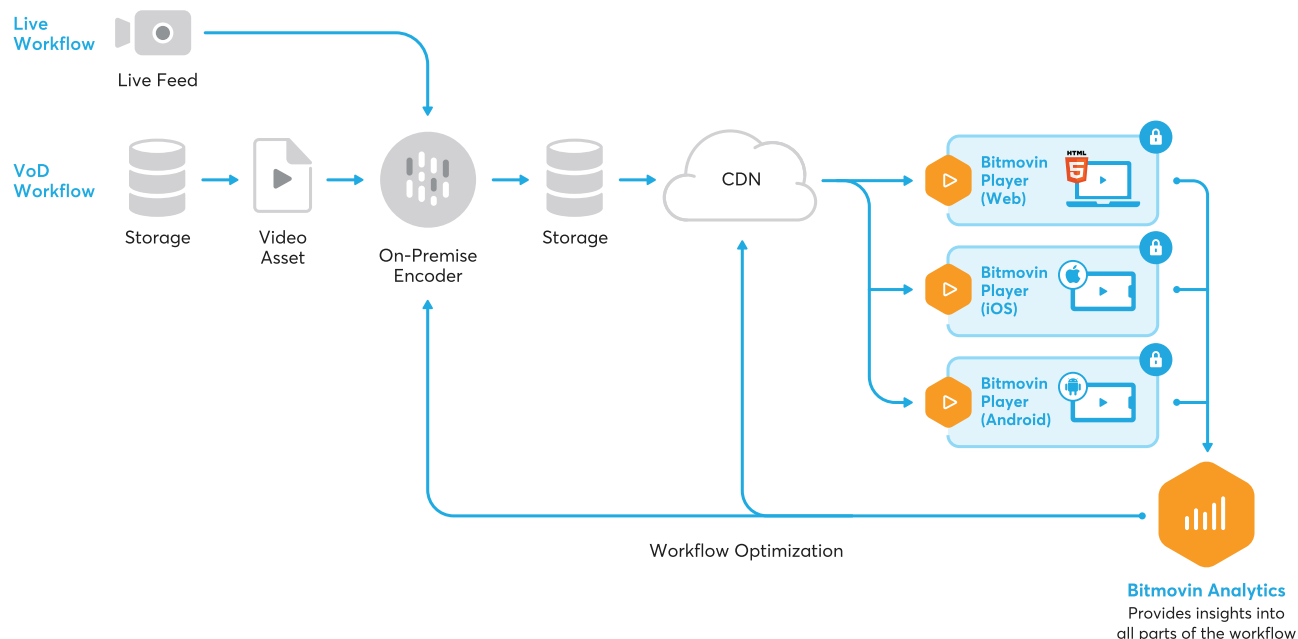 Live
Workflow
Live Feed
VoD
Workflow
Storage
Video
Asset
On-Premise
Encoder
Storage
CDN
Bitmovin
Player
(Web)
HTML
5
Bitmovin
Player
(iOS)
Bitmovin
Player
(Android)
Workflow Optimization
Bitmovin Analytics
Provides insights into
all parts of the workflow